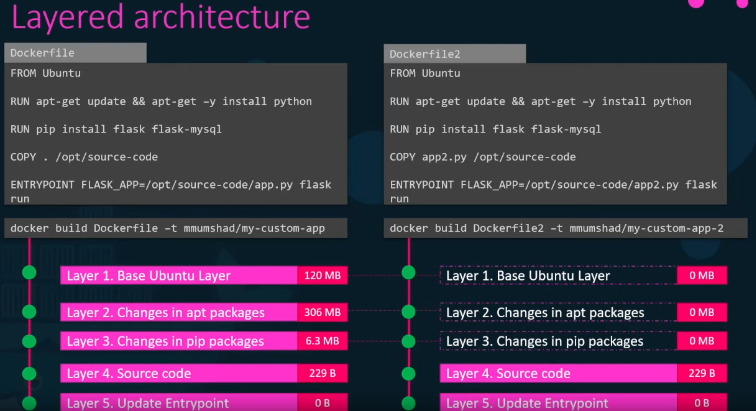 Layered architecture
Dockerfile
FROM Ubuntu
RUN apt-get update && apt-get –y install python
RUN pip install flask flask-mysql
COPY . /opt/source-code
ENTRYPOINT FLASK_APP=/opt/source-code/app.py flask
run
docker build Dockerfile –t mmumshad/my-custom-app
Layer 1. Base Ubuntu Layer 120 MB
Layer 2. Changes in apt packages 306 MB
Layer 3. Changes in pip packages 6.3 MB
Layer 4. Source code 229 B
Layer 5. Update Entrypoint 0 B
Dockerfile2
FROM Ubuntu
RUN apt-get update && apt-get –y install python
RUN pip install flask flask-mysql
COPY app2.py /opt/source-code
ENTRYPOINT FLASK_APP=/opt/source-code/app2.py flask
run
docker build Dockerfile2 –t mmumshad/my-custom-app-2
Layer 1. Base Ubuntu Layer 0 MB
Layer 2. Changes in apt packages 0 MB
Layer 3. Changes in pip packages 0 MB
Layer 4. Source code 229 B
Layer 5. Update Entrypoint 0 B